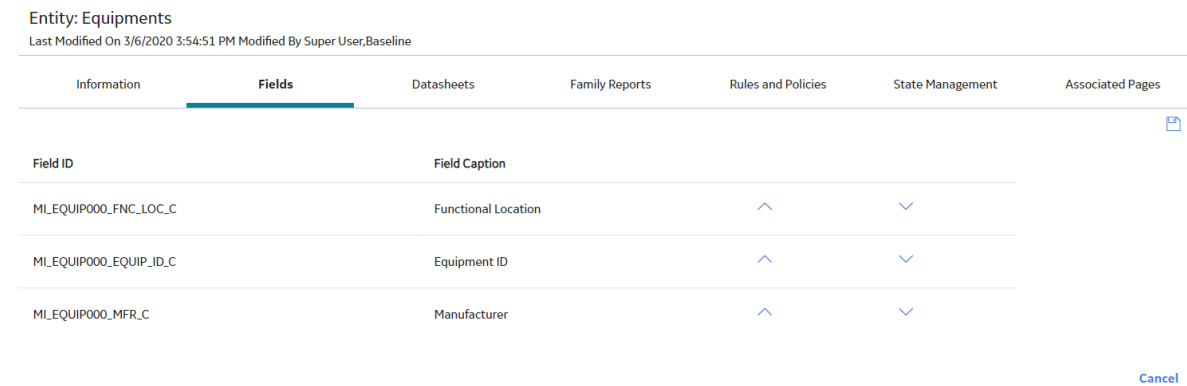 Entity: Equipments
Last Modified On 3/6/2020 3:54:51 PM Modified By Super User,Baseline
Information Fields Datasheets Family Reports Rules and Policies State Management Associated Pages
Field ID Field Caption
MI_EQUIP000_FNC_LOC_C Functional Location
MI_EQUIP000_EQUIP_ID_C Equipment ID
MI_EQUIP000_MFR_C Manufacturer
Cancel